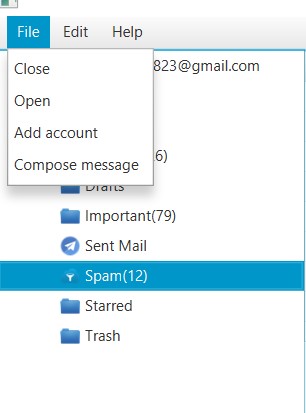 File Edit Help
Close
823@gmail.com
Open
Add account
6)
Compose message
Drafts
Important(79)
Sent Mail
Spam(12)
Starred
Trash